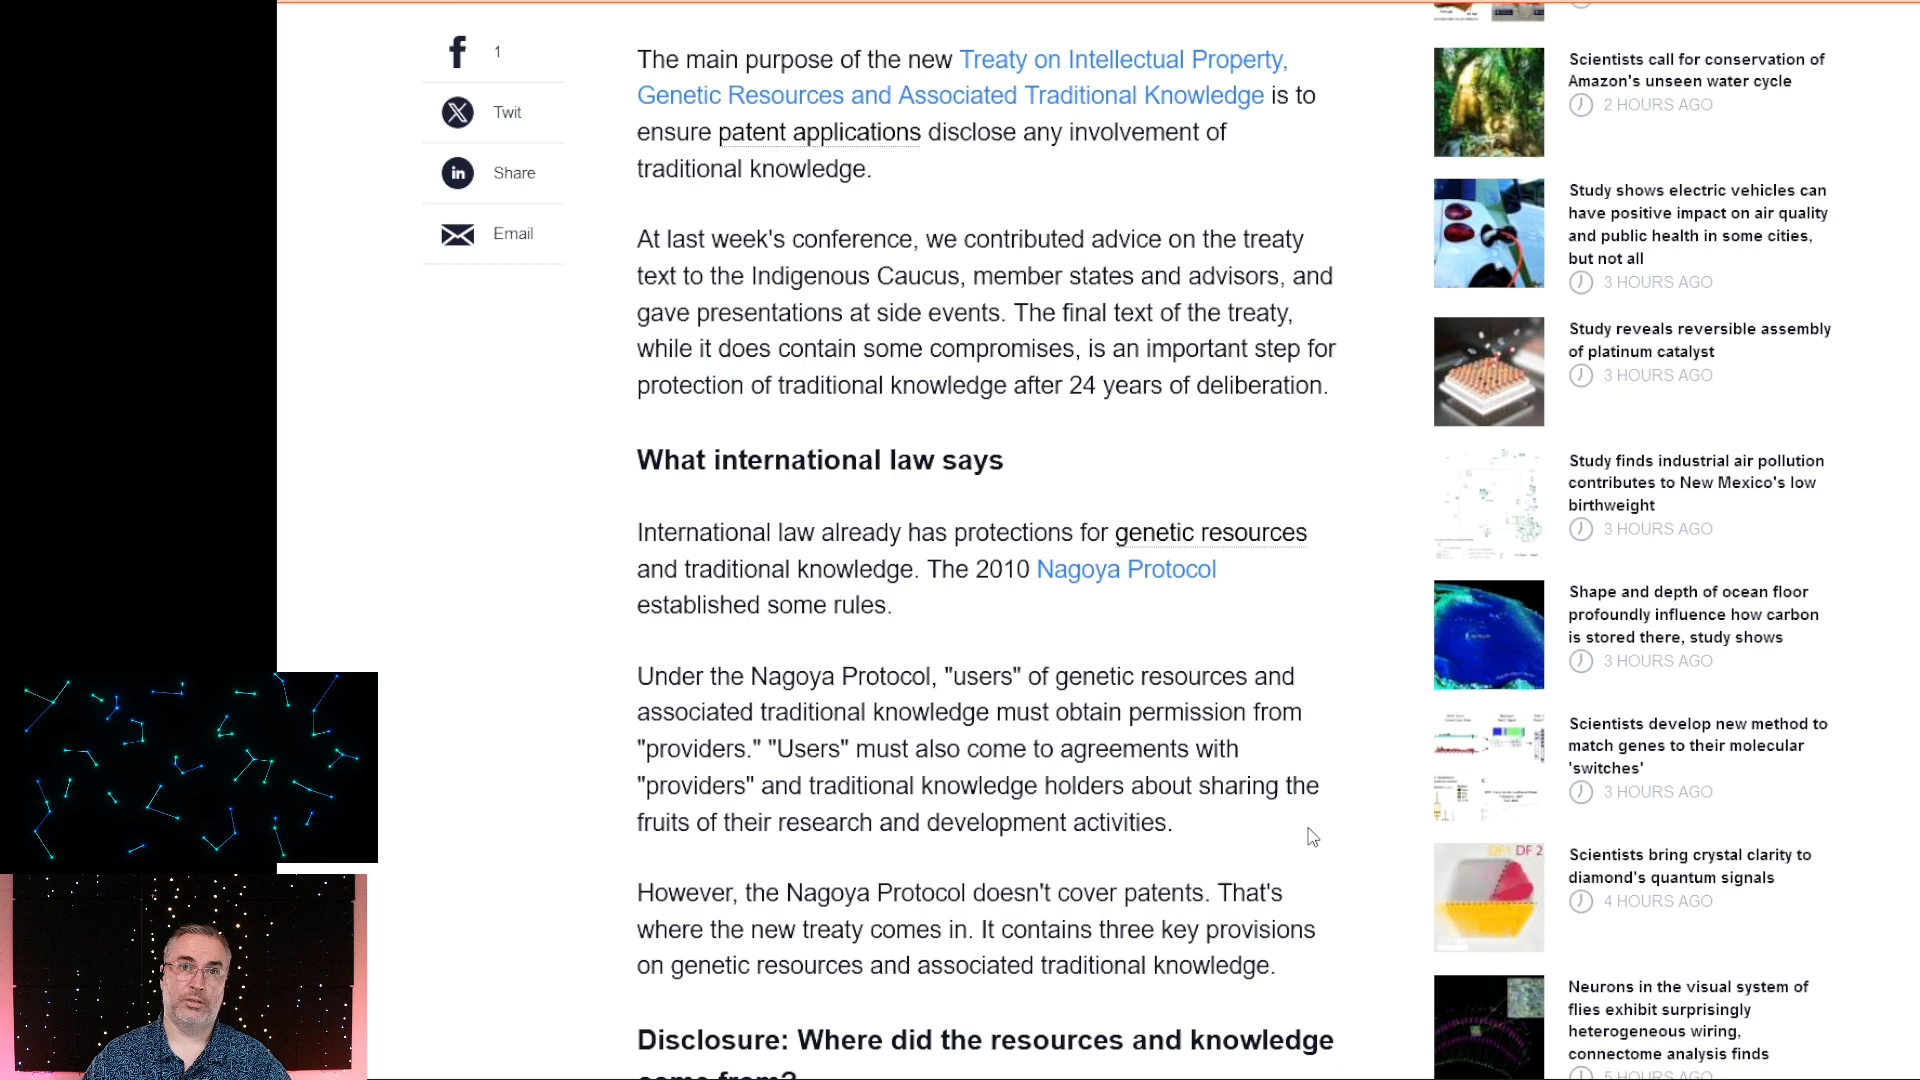 1
Twit
Share
Email
The main purpose of the new Treaty on Intellectual Property,
Genetic Resources and Associated Traditional Knowledge is to
ensure patent applications disclose any involvement of
traditional knowledge.
At last week's conference, we contributed advice on the treaty
text to the Indigenous Caucus, member states and advisors, and
gave presentations at side events. The final text of the treaty,
while it does contain some compromises, is an important step for
protection of traditional knowledge after 24 years of deliberation.
What international law says
International law already has protections for genetic resources
and traditional knowledge. The 2010 Nagoya Protocol
established some rules.
Under the Nagoya Protocol, "users" of genetic resources and
associated traditional knowledge must obtain permission from
"providers." "Users" must also come to agreements with
"providers" and traditional knowledge holders about sharing the
fruits of their research and development activities.
However, the Nagoya Protocol doesn't cover patents. That's
where the new treaty comes in. It contains three key provisions
on genetic resources and associated traditional knowledge.
Disclosure: Where did the resources and knowledge
come from?
Scientists call for conservation of
Amazon's unseen water cycle
2 HOURS AGO
Study shows electric vehicles can
have positive impact on air quality
and public health in some cities,
but not all
3 HOURS AGO
Study reveals reversible assembly
of platinum catalyst
3 HOURS AGO
Study finds industrial air pollution
contributes to New Mexico's low
birthweight
3 HOURS AGO
Shape and depth of ocean floor
profoundly influence how carbon
is stored there, study shows
3 HOURS AGO
Scientists develop new method to
match genes to their molecular
'switches'
3 HOURS AGO
DF1 DF 2
Scientists bring crystal clarity to
diamond's quantum signals
4 HOURS AGO
Neurons in the visual system of
flies exhibit surprisingly
heterogeneous wiring,
connectome analysis finds
5 HOURS AGO